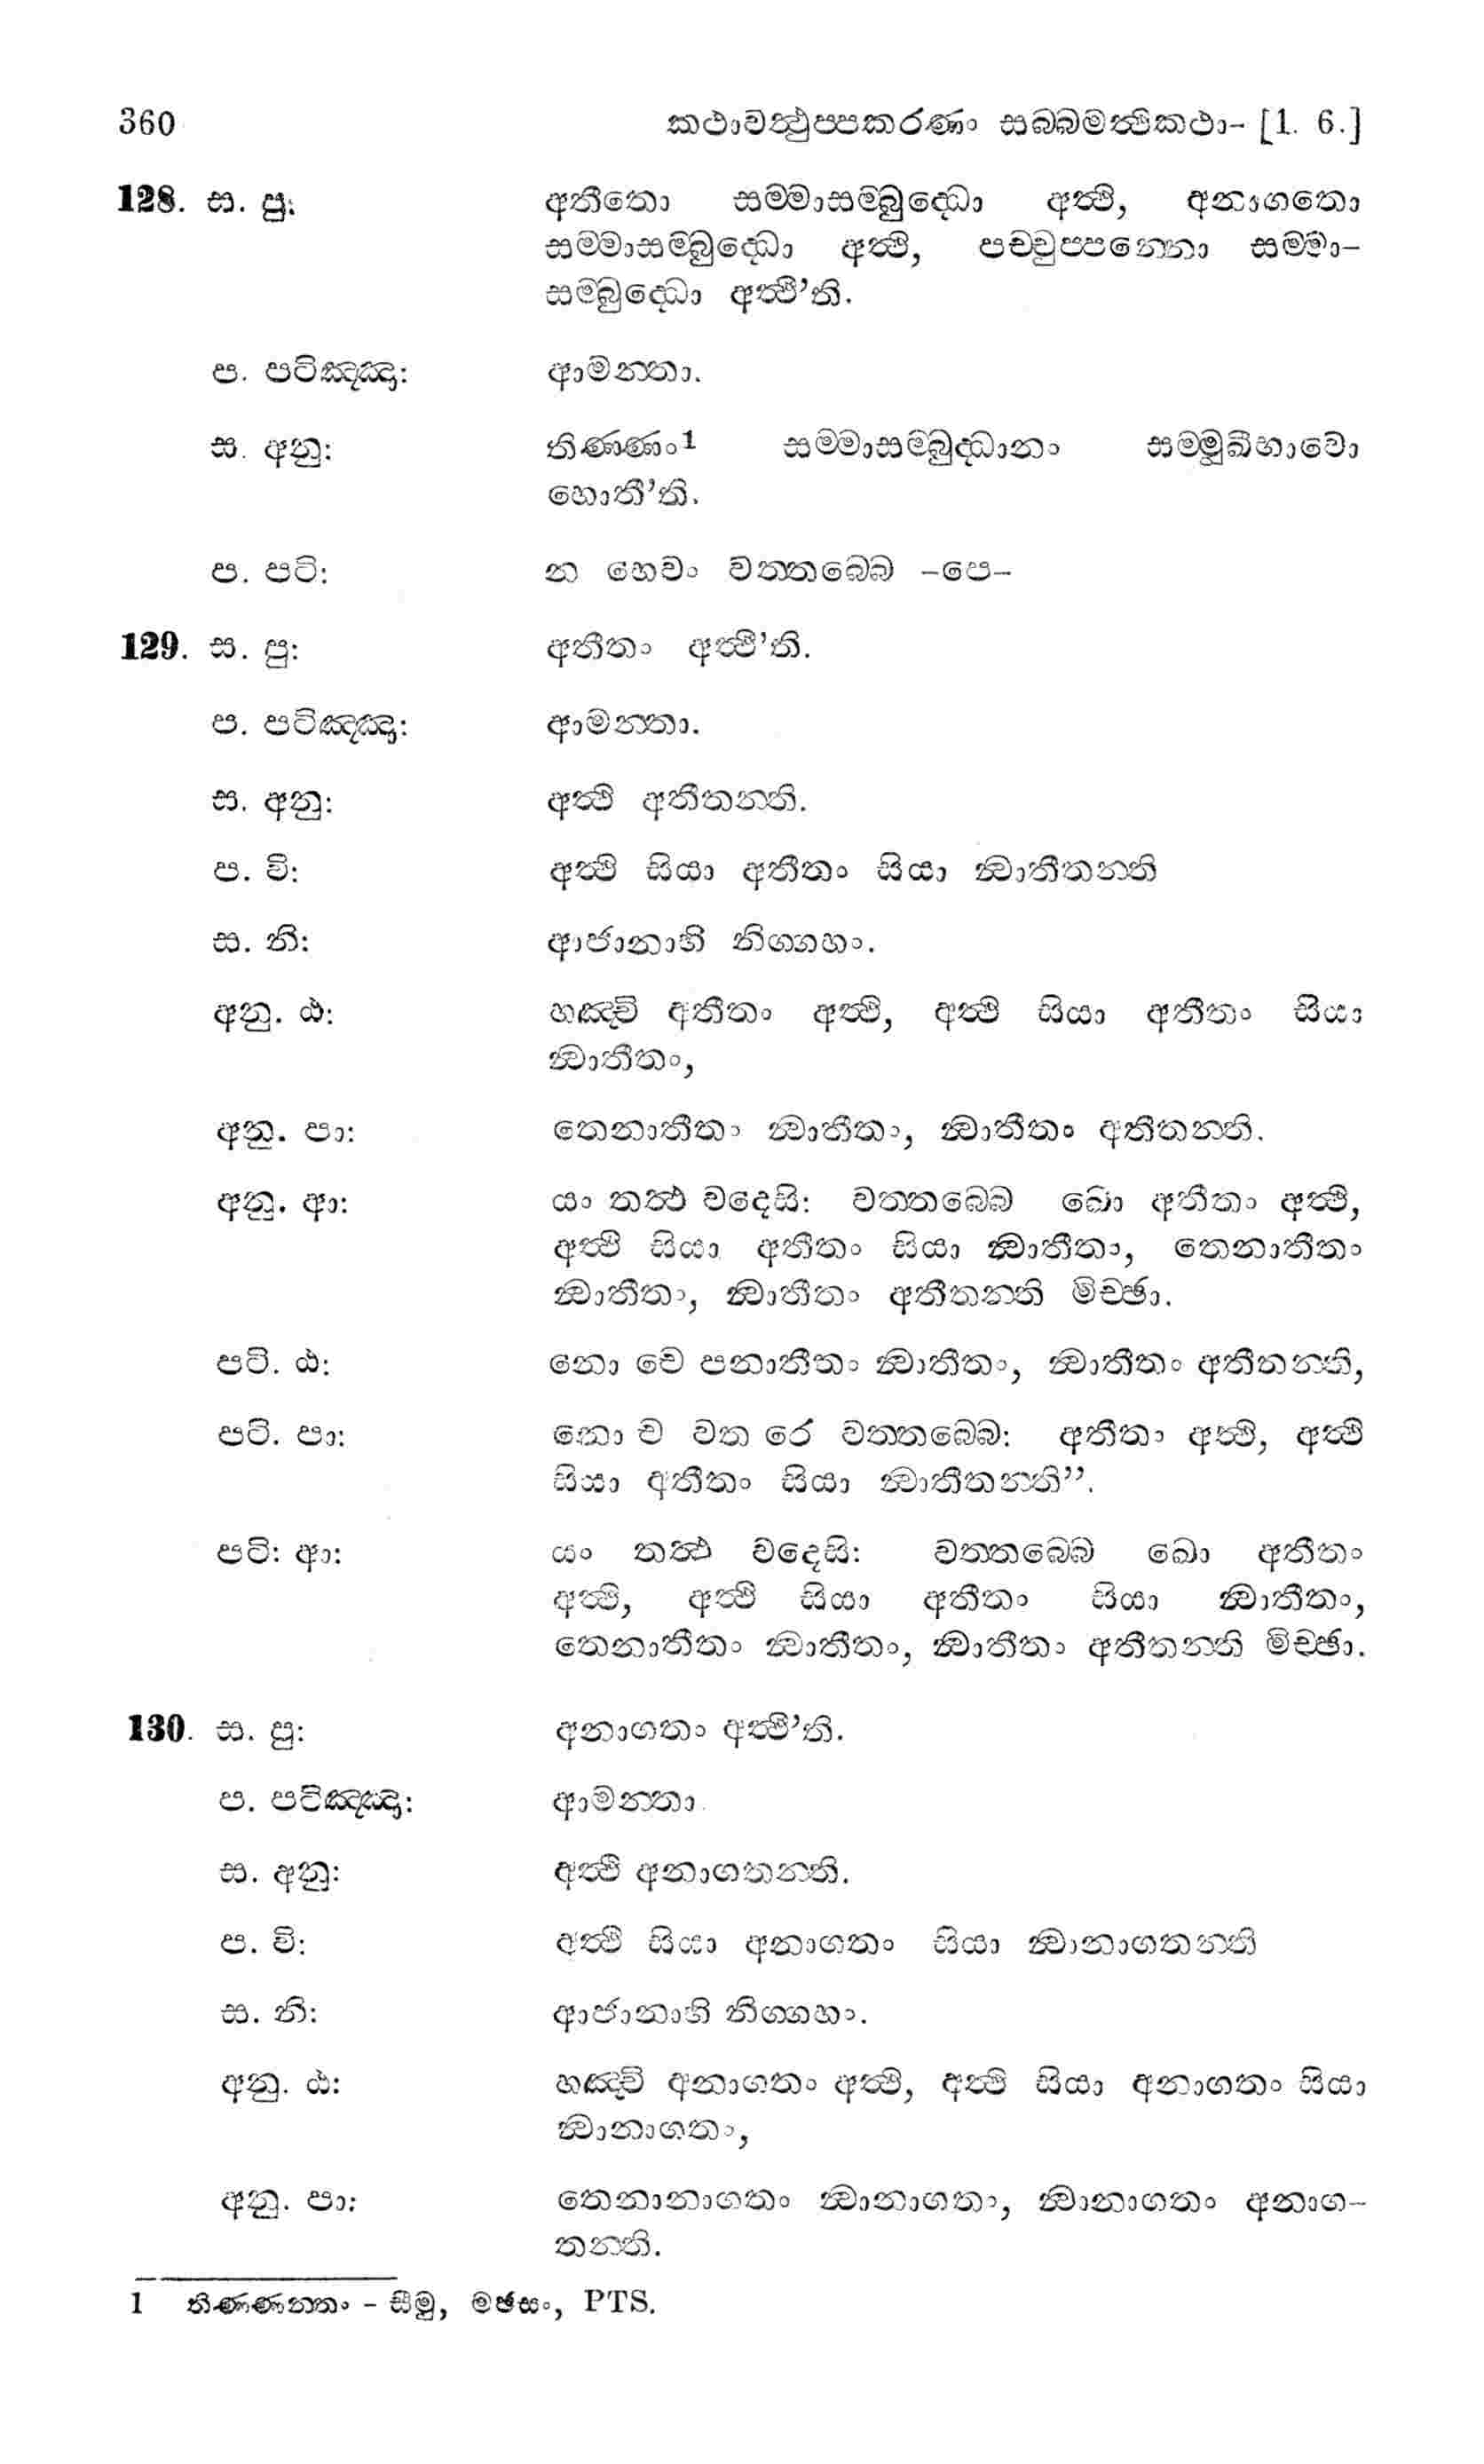 360 කථාවත්‍ථුප්පකරණං සබ්බමත්‍ථිකථා- [1. 6.]
128. ස. පු: අතීතො සම්මාසම්බුද්‍ධො අත්‍ථි, අනාගතො
සම්මාසම්බුද්‍ධො අත්‍ථි, පච්චුප්පන්නො සම්මා-
සම්බුද්‍ධො අත්‍ථී’ති.
ප. පටිඤ්ඤා: ආමන්තා.
ස. අනු: තිණ්ණං1 සම්මාසම්බුද්‍ධානං සම්මුඛීභාවො
හොතී’ති.
ප. පටි: න හෙවං වත්තබ්බෙ –පෙ–
129. ස. පු: අතීතං අත්‍ථී’ති.
ප. පටිඤ්ඤා: ආමන්තා.
ස. අනු: අත්‍ථි අතීතන්ති.
ප. වි: අත්‍ථි සියා අතීතං සියා න්‍වාතීතන්ති
ස. නි: ආජානාහි නිග්ගහං.
අනු. ඨ: හඤ්චි අතීතං අත්‍ථි, අත්‍ථි සියා අතීතං සියා
න්‍වාතීතං,
අනු. පා: තෙනාතීතං න්‍වාතීතං, න්‍වාතීතං අතීතන්ති.
අනු. ආ: යං තත්‍ථ වදෙසි: වත්තබ්බෙ ඛො අතීතං අත්‍ථි,
අත්‍ථි සියා අතීතං සියා න්‍වාතීතං, තෙනාතීතං
න්‍වාතීතං, න්‍වාතීතං අතීතන්ති මිච්ඡා.
පටි. ඨ: නො චෙ පනාතීතං න්‍වාතීතං, න්‍වාතීතං අතීතන්ති,
පටි. පා: නො ච වත රෙ වත්තබ්බෙ: අතීතං අත්‍ථි, අත්‍ථි
සියා අතීතං සියා න්‍වාතීතන්ති”.
පටි: ආ: යං තත්‍ථ වදෙසි: වත්තබ්බෙ ඛො අතීතං
අත්‍ථි, අත්‍ථි සියා අතීතං සියා න්‍වාතීතං,
තෙනාතීතං න්‍වාතීතං, න්‍වාතීතං අතීතන්ති මිච්ඡා.
130. ස. පු: අනාගතං අත්‍ථී’ති.
ප. පටිඤ්ඤා: ආමන්තා.
ස. අනු: අත්‍ථි අනාගතන්ති.
ප. වි: අත්‍ථි සියා අනාගතං සියා න්‍වානාගතන්ති
ස. නි: ආජානාහි නිග්ගහං.
අනු. ඨ: හඤ්චි අනාගතං අත්‍ථි, අත්‍ථි සියා අනාගතං සියා
න්‍වානාගතං,
අනු. පා: තෙනානාගතං න්‍වානාගතං, න්‍වානාගතං අනාග-
තන්ති.
1 තිණ්ණන්නං - සීමු, මඡසං, PTS.